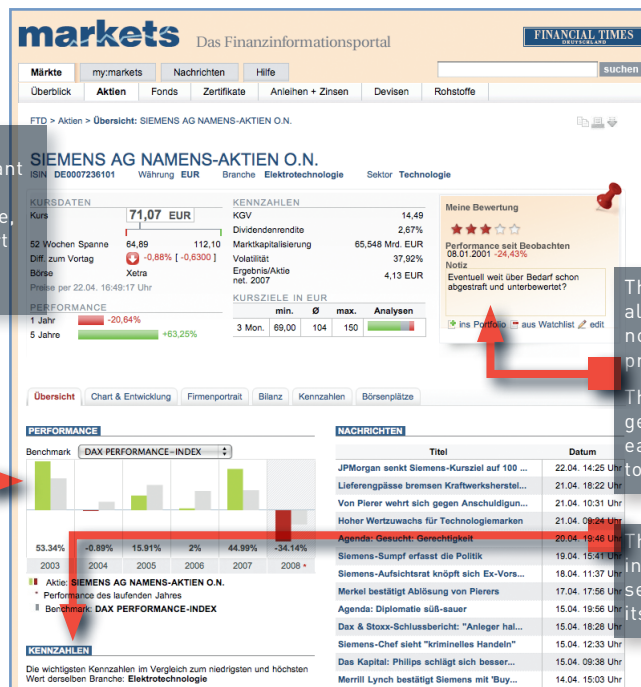 markets Das Finanzinformationsportal
FINANCIAL TIMES
DEUTSCHLAND
Märkte my:markets Nachrichten Hilfe
suchen
Überblick Aktien Fonds Zertifikate Anleihen + Zinsen Devisen Rohstoffe
FTD > Aktien > Übersicht: SIEMENS AG NAMENS-AKTIEN O.N.
SIEMENS AG NAMENS-AKTIEN O.N.
ISIN DE0007236101 Währung EUR Branche Elektrotechnologie Sektor Technologie
KURSDATEN
Kurs 71,07 EUR
52 Wochen Spanne 64,89 112,10
Diff. zum Vortag -0,88% [ -0,6300 ]
Börse Xetra
Preise per 22.04. 16:49:17 Uhr
PERFORMANCE
1 Jahr -20,64%
5 Jahre +63,25%
KENNZAHLEN
KGV 14,49
Dividendenrendite 2,67%
Marktkapitalisierung 65,548 Mrd. EUR
Volatilität 37,92%
Ergebnis/Aktie
net. 2007 4,13 EUR
KURSZIELE IN EUR
min. Ø max. Analysen
3 Mon. 69,00 104 150
Meine Bewertung
Performance seit Beobachten
08.01.2001 -24,43%
Notiz
Eventuell weit über Bedarf schon
abgestraft und unterbewertet?
ins Portfolio aus Watchlist edit
Übersicht Chart & Entwicklung Firmenportrait Bilanz Kennzahlen Börsenplätze
PERFORMANCE
Benchmark DAX PERFORMANCE-INDEX
53.34% -0.89% 15.91% 2% 44.99% -34.14%
2003 2004 2005 2006 2007 2008 *
Aktie: SIEMENS AG NAMENS-AKTIEN O.N.
* Performance des laufenden Jahres
Benchmark: DAX PERFORMANCE-INDEX
KENNZAHLEN
Die wichtigsten Kennzahlen im Vergleich zum niedrigsten und höchsten
Wert derselben Branche: Elektrotechnologie
NACHRICHTEN
Titel Datum
JPMorgan senkt Siemens-Kursziel auf 100 ... 22.04. 14:25 Uhr
Lieferengpässe bremsen Kraftwerksherstel... 21.04. 18:22 Uhr
Von Pierer wehrt sich gegen Anschuldigun... 21.04. 10:31 Uhr
Hoher Wertzuwachs für Technologiemarken 21.04. 09:24 Uhr
Agenda: Gesucht: Gerechtigkeit 20.04. 19:46 Uhr
Siemens-Sumpf erfasst die Politik 19.04. 15:41 Uhr
Siemens-Aufsichtsrat knöpft sich Ex-Vors... 18.04. 11:37 Uhr
Merkel bestätigt Ablösung von Pierers 17.04. 17:56 Uhr
Agenda: Diplomatie süß-sauer 15.04. 19:56 Uhr
Dax & Stoxx-Schlussbericht: "Anleger hal... 15.04. 18:28 Uhr
Siemens-Chef sieht "kriminelles Handeln" 15.04. 12:33 Uhr
Das Kapital: Philips schlägt sich besser... 15.04. 09:38 Uhr
Merrill Lynch bestätigt Siemens mit 'Buy... 14.04. 15:03 Uhr